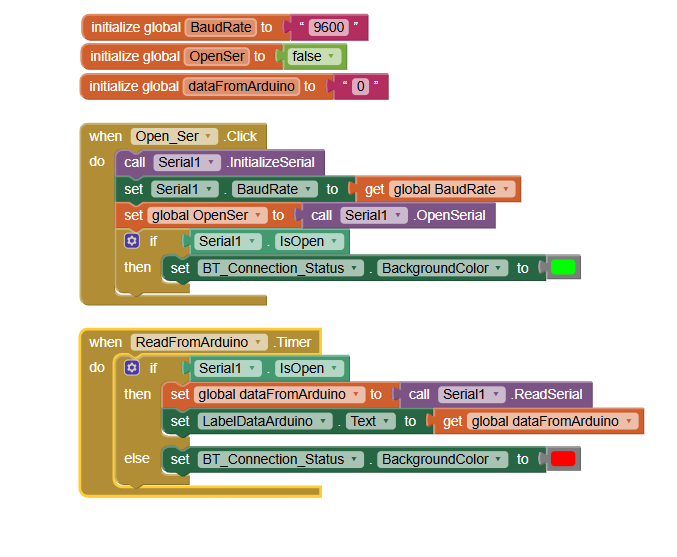 initialize global BaudRate to " 9600 "
initialize global OpenSer to false
initialize global dataFromArduino to " 0 "
when Open_Ser .Click
do call Serial1 .InitializeSerial
set Serial1 . BaudRate to get global BaudRate
set global OpenSer to call Serial1 .OpenSerial
if Serial1 . IsOpen
then set BT_Connection_Status . BackgroundColor to
when ReadFromArduino .Timer
do if Serial1 . IsOpen
then set global dataFromArduino to call Serial1 .ReadSerial
set LabelDataArduino . Text to get global dataFromArduino
else set BT_Connection_Status . BackgroundColor to